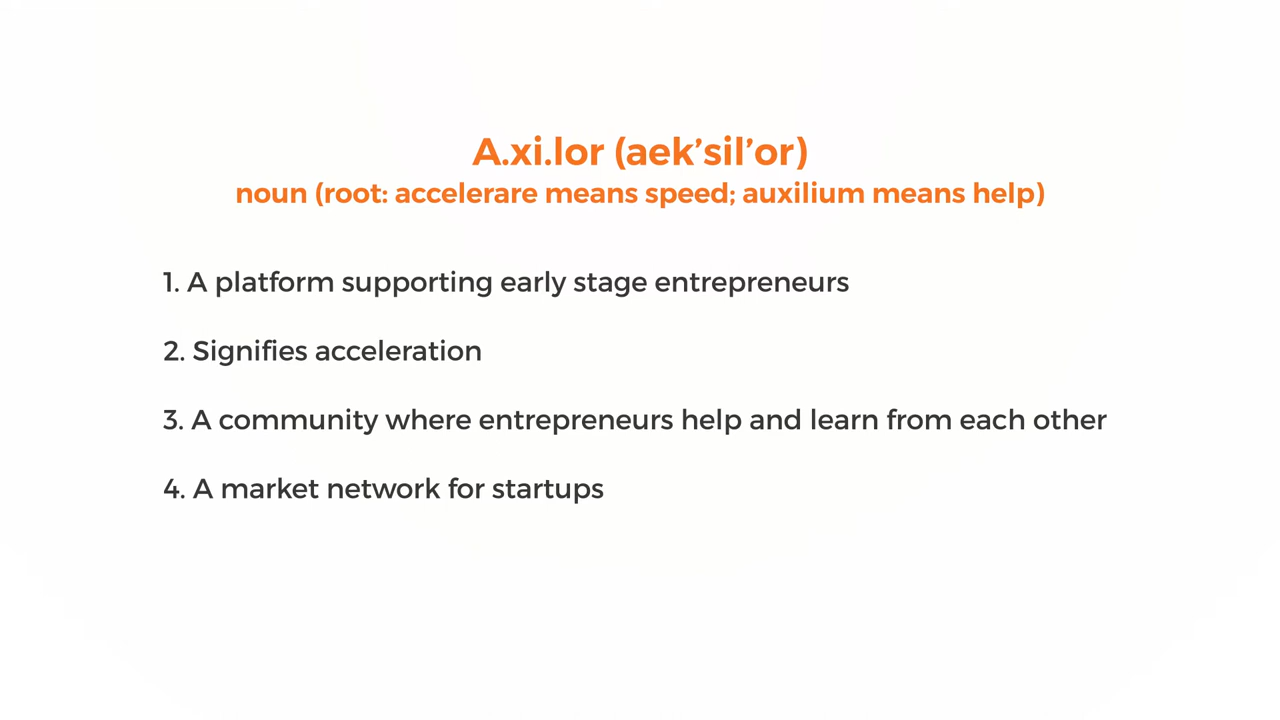 A.xi.lor (aek’sil’or)
noun (root: accelerare means speed; auxilium means help)
1. A platform supporting early stage entrepreneurs
2. Signifies acceleration
3. A community where entrepreneurs help and learn from each other
4. A market network for startups